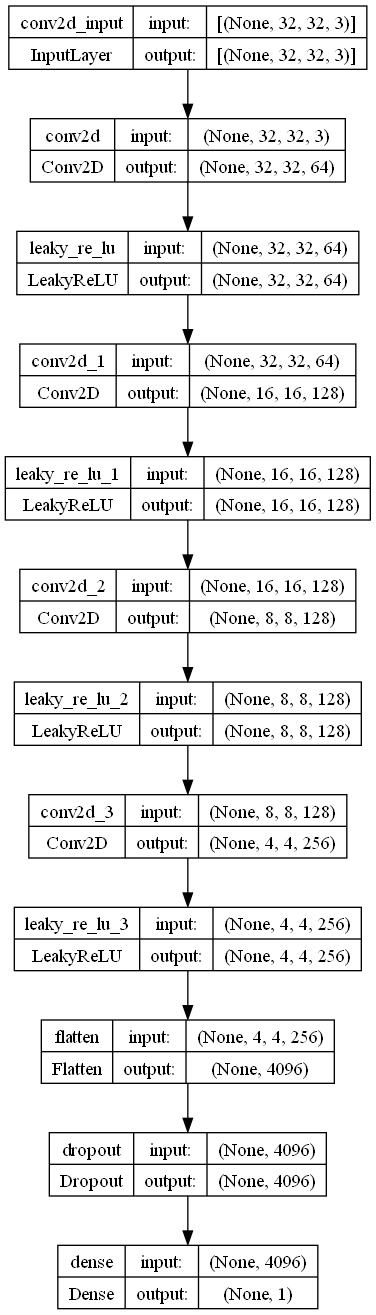 conv2d_input input: [(None, 32, 32, 3)]
InputLayer output: [(None, 32, 32, 3)]
conv2d input: (None, 32, 32, 3)
Conv2D output: (None, 32, 32, 64)
leaky_re_lu input: (None, 32, 32, 64)
LeakyReLU output: (None, 32, 32, 64)
conv2d_1 input: (None, 32, 32, 64)
Conv2D output: (None, 16, 16, 128)
leaky_re_lu_1 input: (None, 16, 16, 128)
LeakyReLU output: (None, 16, 16, 128)
conv2d_2 input: (None, 16, 16, 128)
Conv2D output: (None, 8, 8, 128)
leaky_re_lu_2 input: (None, 8, 8, 128)
LeakyReLU output: (None, 8, 8, 128)
conv2d_3 input: (None, 8, 8, 128)
Conv2D output: (None, 4, 4, 256)
leaky_re_lu_3 input: (None, 4, 4, 256)
LeakyReLU output: (None, 4, 4, 256)
flatten input: (None, 4, 4, 256)
Flatten output: (None, 4096)
dropout input: (None, 4096)
Dropout output: (None, 4096)
dense input: (None, 4096)
Dense output: (None, 1)